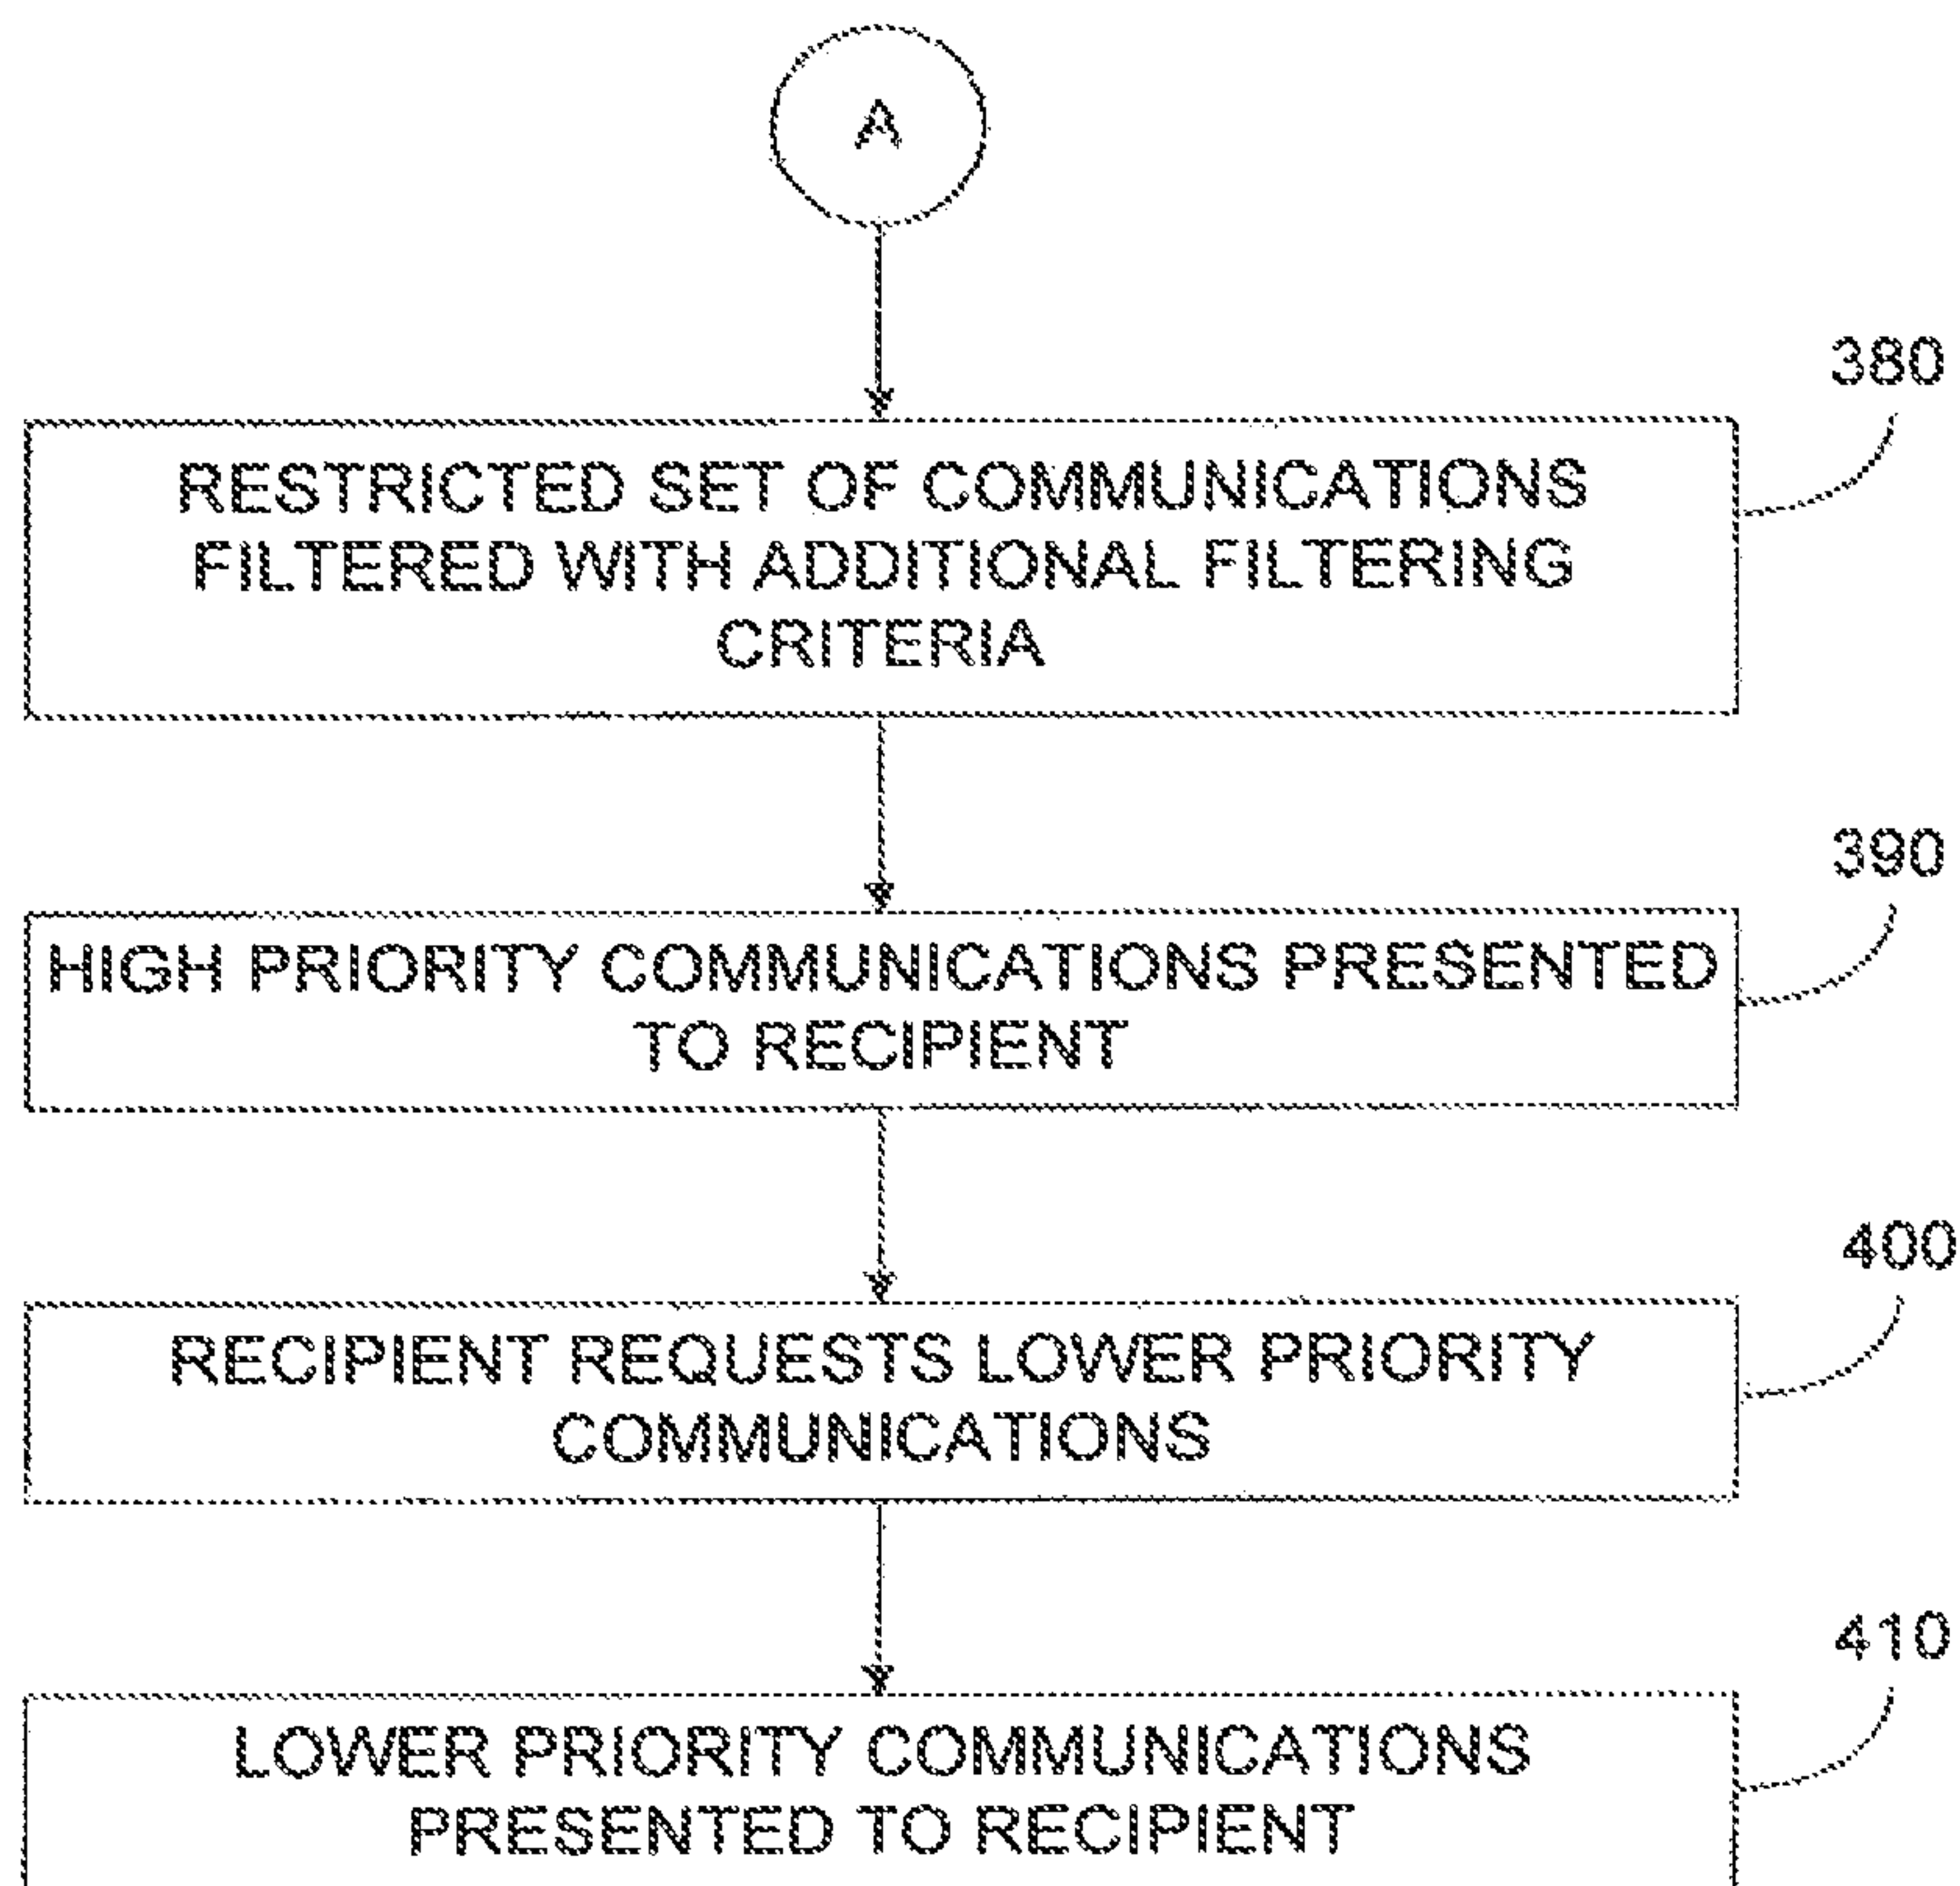 A
380
RESTRICTED SET OF COMMUNICATIONS
FILTERED WITH ADDITIONAL FILTERING
CRITERIA
390
HIGH PRIORITY COMMUNICATIONS PRESENTED
TO RECIPIENT
400
RECIPIENT REQUESTS LOWER PRIORITY
COMMUNICATIONS
410
LOWER PRIORITY COMMUNICATIONS
PRESENTED TO RECIPIENT